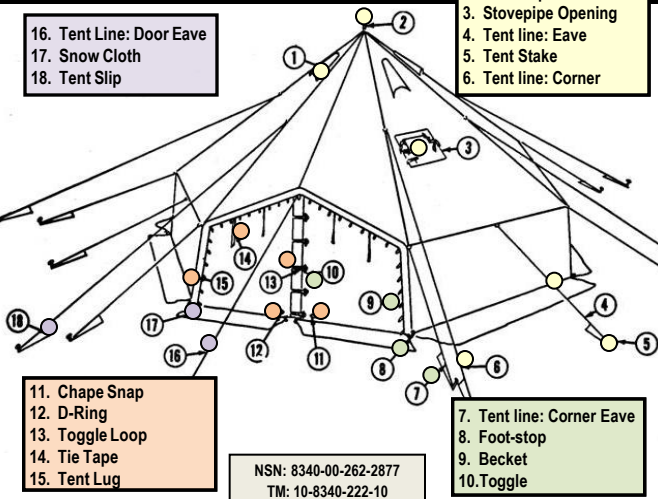 16. Tent Line: Door Eave
17. Snow Cloth
18. Tent Slip
3. Stovepipe Opening
4. Tent line: Eave
5. Tent Stake
6. Tent line: Corner
2
1
3
14
15
13
10
9
4
18
17
16
12
11
8
7
6
5
11. Chape Snap
12. D-Ring
13. Toggle Loop
14. Tie Tape
15. Tent Lug
NSN: 8340-00-262-2877
TM: 10-8340-222-10
7. Tent line: Corner Eave
8. Foot-stop
9. Becket
10.Toggle